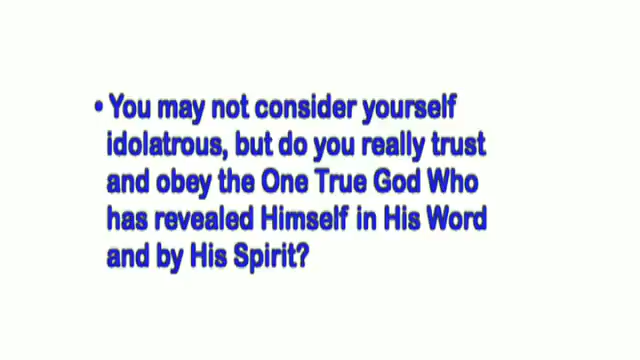 • You may not consider yourself
idolatrous, but do you really trust
and obey the One True God Who
has revealed Himself in His Word
and by His Spirit?